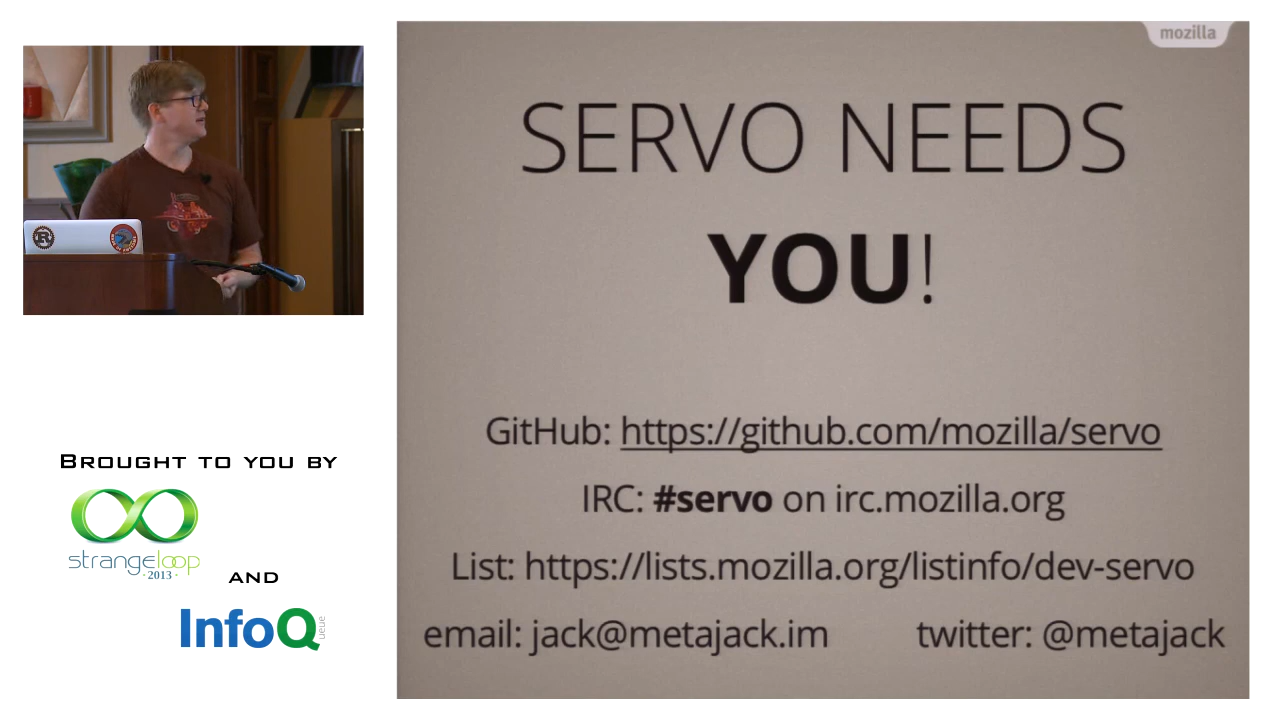 mozilla
SERVO NEEDS
YOU!
GitHub: https://github.com/mozilla/servo
IRC: #servo on irc.mozilla.org
List: https://lists.mozilla.org/listinfo/dev-servo
email: jack@metajack.im twitter: @metajack
R
BROUGHT TO YOU BY
strangeloop
·2013·
AND
InfoQ